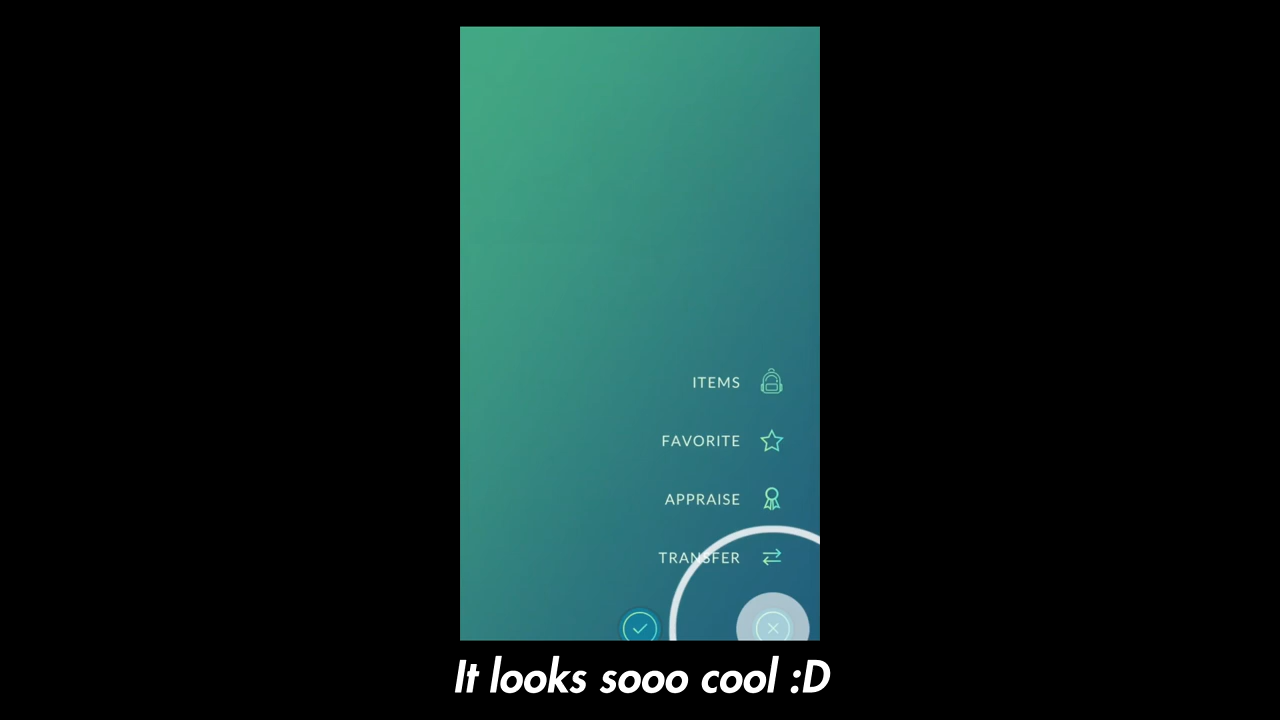 ITEMS
FAVORITE
APPRAISE
TRANSFER
It looks sooo cool :D